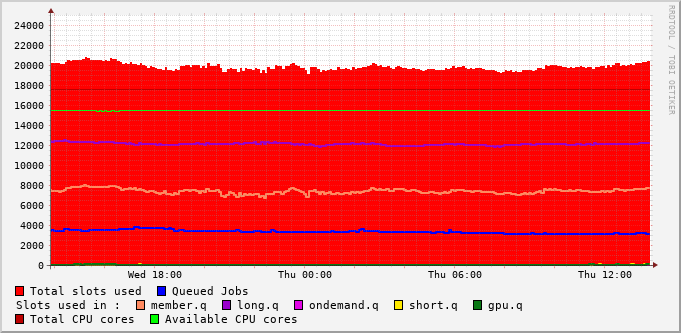 24000
22000
20000
18000
16000
14000
12000
10000
8000
6000
4000
2000
0
Wed 18:00 Thu 00:00 Thu 06:00 Thu 12:00
Total slots used Queued Jobs
Slots used in : member.q long.q ondemand.q short.q gpu.q
Total CPU cores Available CPU cores
RRDTOOL / TOBI OETIKER